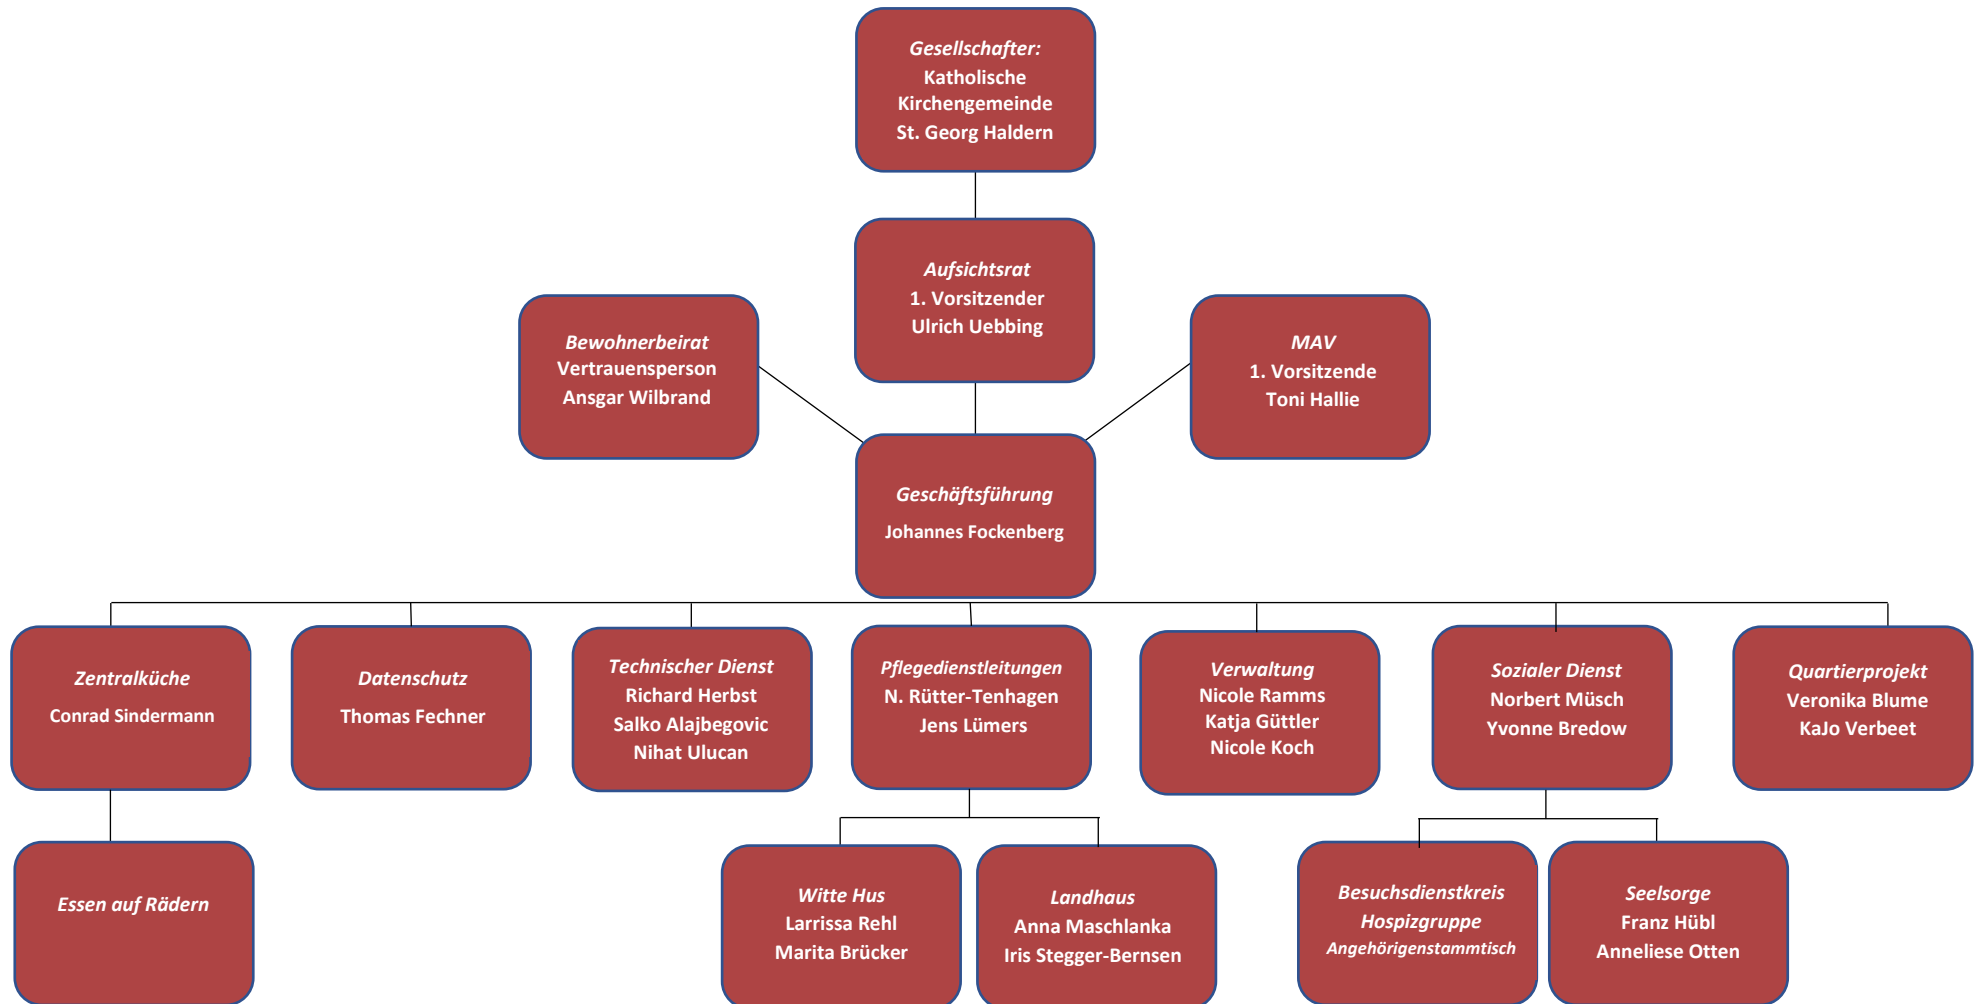 Gesellschafter:
Katholische
Kirchengemeinde
St. Georg Haldern
Aufsichtsrat
1. Vorsitzender
Ulrich Uebbing
Bewohnerbeirat
Vertrauensperson
Ansgar Wilbrand
MAV
1. Vorsitzende
Toni Hallie
Geschäftsführung
Johannes Fockenberg
Zentralküche
Conrad Sindermann
Datenschutz
Thomas Fechner
Technischer Dienst
Richard Herbst
Salko Alajbegovic
Nihat Ulucan
Pflegedienstleitungen
N. Rütter-Tenhagen
Jens Lümers
Verwaltung
Nicole Ramms
Katja Güttler
Nicole Koch
Sozialer Dienst
Norbert Müsch
Yvonne Bredow
Quartierprojekt
Veronika Blume
KaJo Verbeet
Essen auf Rädern
Witte Hus
Larrissa Rehl
Marita Brücker
Landhaus
Anna Maschlanka
Iris Stegger-Bernsen
Besuchsdienstkreis
Hospizgruppe
Angehörigenstammtisch
Seelsorge
Franz Hübl
Anneliese Otten